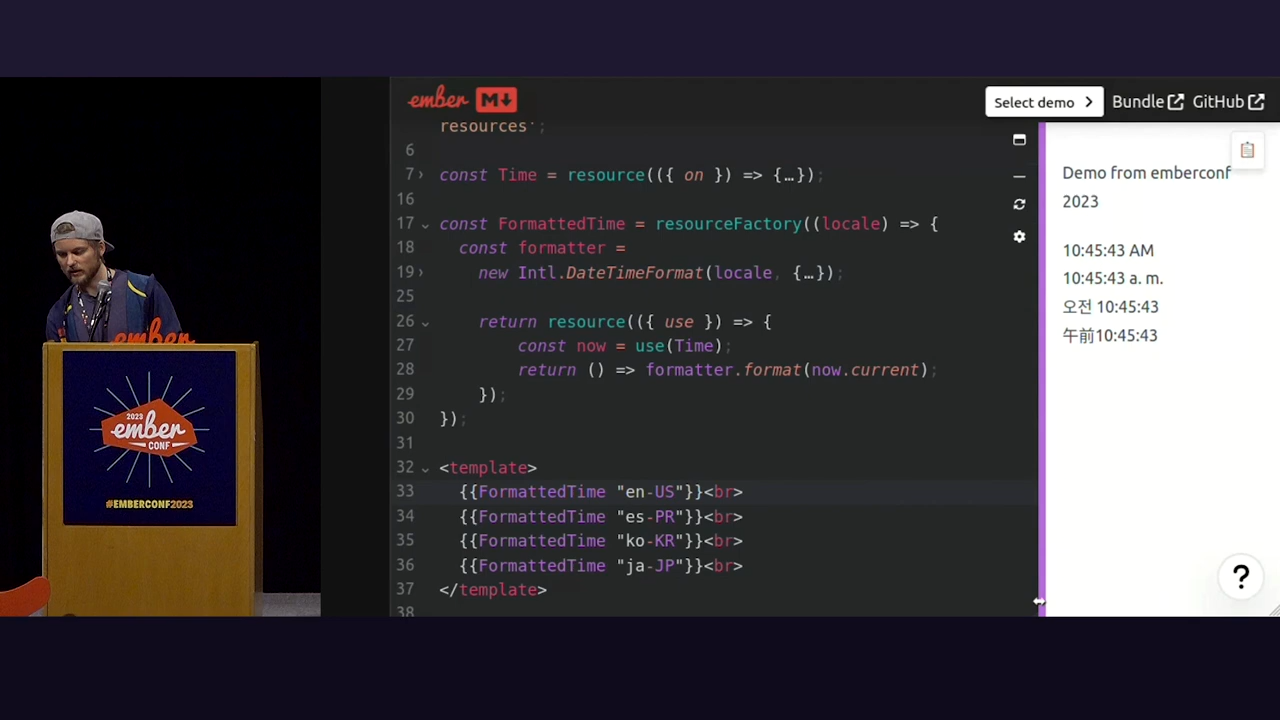 ember
2023
ember
CONF
#EMBERCONF2023
ember M↓
Select demo
Bundle
GitHub
resources';
6
7 const Time = resource(({ on }) => {…});
16
17 const FormattedTime = resourceFactory((locale) => {
18 const formatter =
19 new Intl.DateTimeFormat(locale, {…});
25
26 return resource(({ use }) => {
27 const now = use(Time);
28 return () => formatter.format(now.current);
29 });
30 });
31
32 <template>
33 {{FormattedTime "en-US"}}<br>
34 {{FormattedTime "es-PR"}}<br>
35 {{FormattedTime "ko-KR"}}<br>
36 {{FormattedTime "ja-JP"}}<br>
37 </template>
38
Demo from emberconf
2023
10:45:43 AM
10:45:43 a. m.
오전 10:45:43
午前10:45:43
?